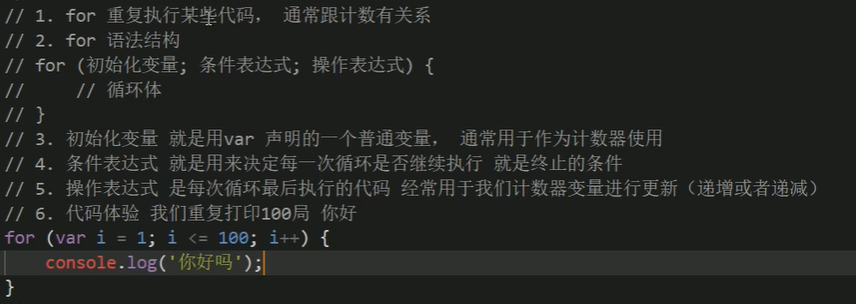 // 1. for 重复执行某些代码， 通常跟计数有关系
// 2. for 语法结构
// for (初始化变量; 条件表达式; 操作表达式) {
//     // 循环体
// }
// 3. 初始化变量 就是用var 声明的一个普通变量， 通常用于作为计数器使用
// 4. 条件表达式 就是用来决定每一次循环是否继续执行 就是终止的条件
// 5. 操作表达式 是每次循环最后执行的代码 经常用于我们计数器变量进行更新（递增或者递减）
// 6. 代码体验 我们重复打印100局 你好
for (var i = 1; i <= 100; i++) {
    console.log('你好吗');
}